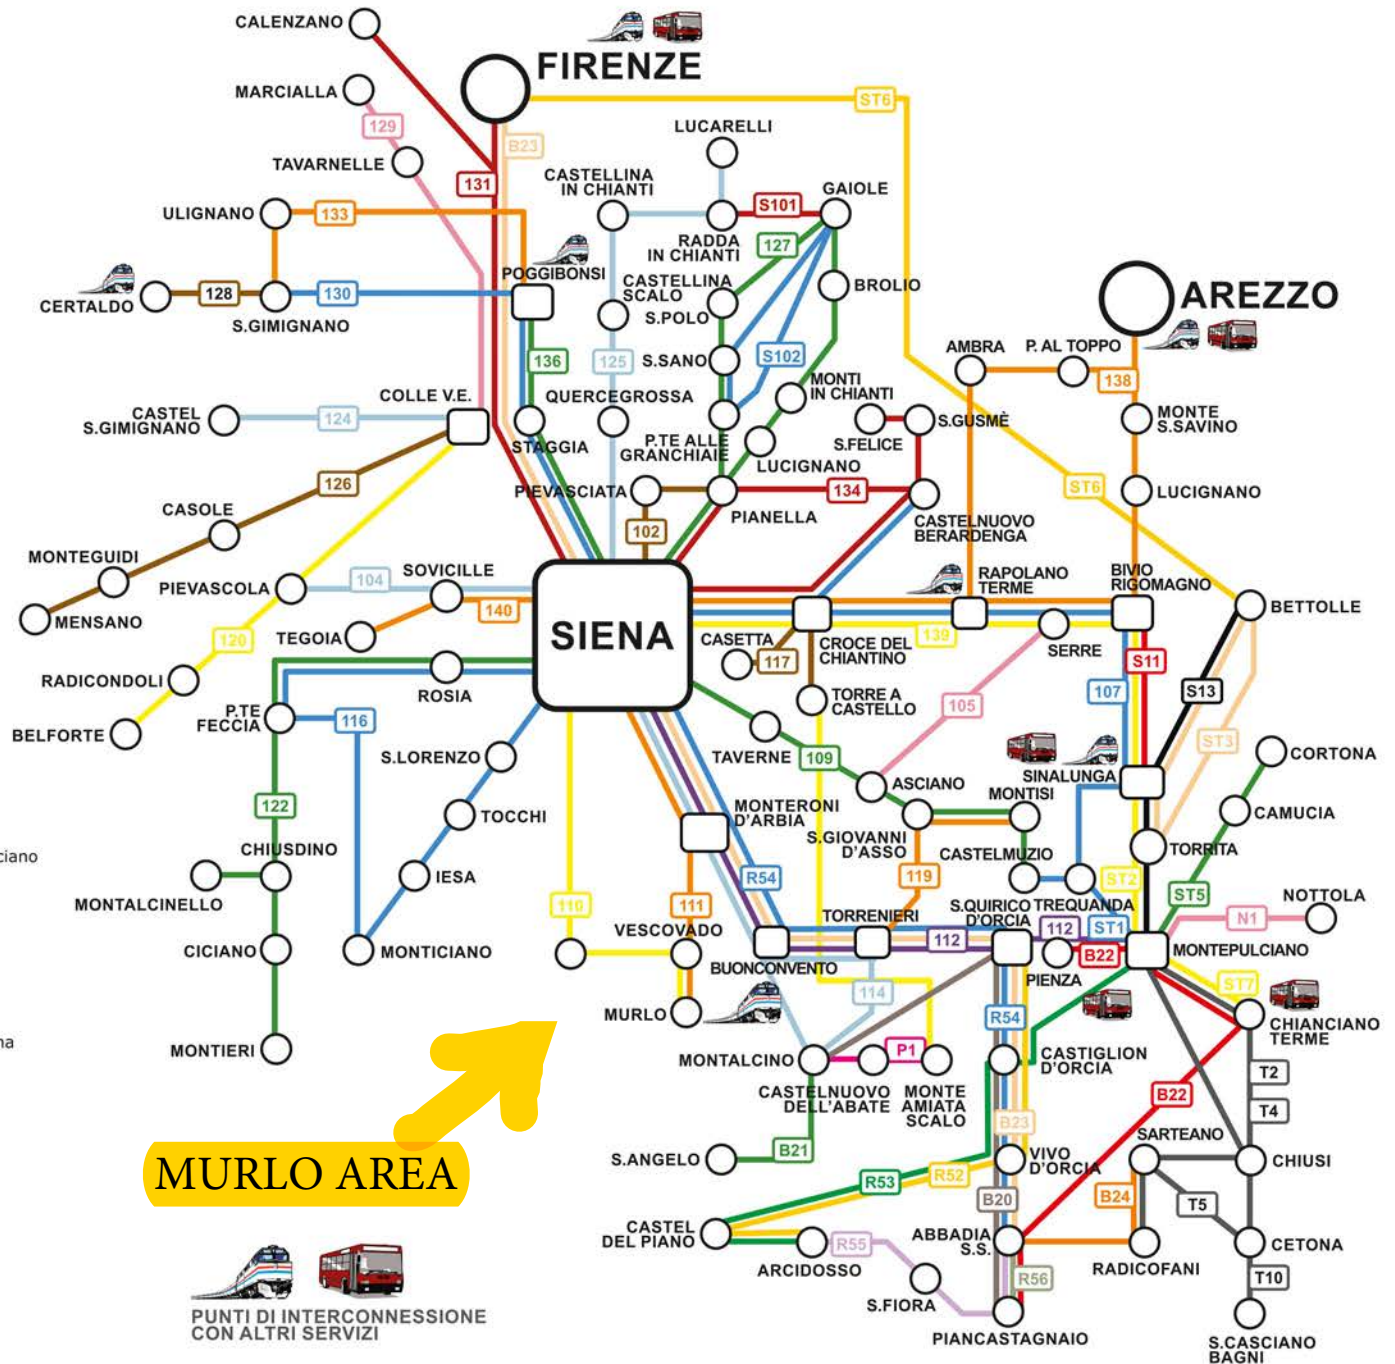 CALENZANO
FIRENZE
MARCIALLA
ST6
129
B23
LUCARELLI
TAVARNELLE
131
CASTELLINA
IN CHIANTI
GAIOLE
ULIGNANO
133
S101
RADDA
IN CHIANTI
127
POGGIBONSI
CASTELLINA
SCALO
BROLIO
AREZZO
CERTALDO
128
130
S.GIMIGNANO
S.POLO
136
125
S.SANO
S102
AMBRA
P. AL TOPPO
138
COLLE V.E.
QUERCEGROSSA
MONTI
IN CHIANTI
CASTEL
S.GIMIGNANO
124
STAGGIA
P.TE ALLE
GRANCHIAIE
LUCIGNANO
S.FELICE
S.GUSMÈ
MONTE
S.SAVINO
126
PIEVASCIATA
134
ST6
LUCIGNANO
CASOLE
102
PIANELLA
CASTELNUOVO
BERARDENGA
MONTEGUIDI
PIEVASCOLA
104
SOVICILLE
RAPOLANO
TERME
BIVIO
RIGOMAGNO
BETTOLLE
MENSANO
TEGOIA
140
SIENA
CASETTA
CROCE DEL
CHIANTINO
139
SERRE
120
117
S11
RADICONDOLI
ROSIA
TORRE A
CASTELLO
105
107
S13
BELFORTE
P.TE
FECCIA
116
S.LORENZO
TAVERNE
109
ST3
SINALUNGA
CORTONA
ASCIANO
MONTISI
122
TOCCHI
MONTERONI
D'ARBIA
S.GIOVANNI
D'ASSO
CAMUCIA
ciano
CHIUSDINO
IESA
R54
CASTELMUZIO
TORRITA
MONTALCINELLO
119
ST2
ST5
NOTTOLA
110
111
TREQUANDA
VESCOVADO
TORRENIERI
S.QUIRICO
D'ORCIA
ST1
N1
CICIANO
MONTICIANO
BUONCONVENTO
112
112
B22
MONTEPULCIANO
PIENZA
114
ST7
MURLO
R54
CHIANCIANO
TERME
na
MONTIERI
MONTALCINO
P1
CASTIGLION
D'ORCIA
CASTELNUOVO
DELL'ABATE
MONTE
AMIATA
SCALO
T2
B22
T4
B23
SARTEANO
MURLO AREA
S.ANGELO
B21
VIVO
D'ORCIA
CHIUSI
R53
R52
B20
B24
T5
CASTEL
DEL PIANO
R55
ABBADIA
S.S.
CETONA
ARCIDOSSO
R56
RADICOFANI
T10
S.FIORA
PUNTI DI INTERCONNESSIONE
CON ALTRI SERVIZI
PIANCASTAGNAIO
S.CASCIANO
BAGNI